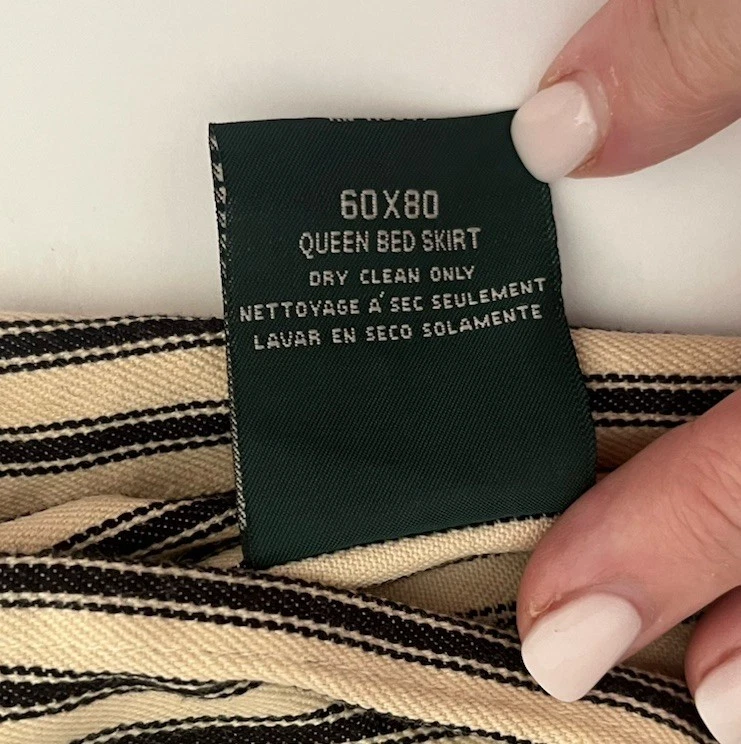 60X80
QUEEN BED SKIRT
DRY CLEAN ONLY
NETTOYAGE A´ SEC SEULEMENT
LAVAR EN SECO SOLAMENTE